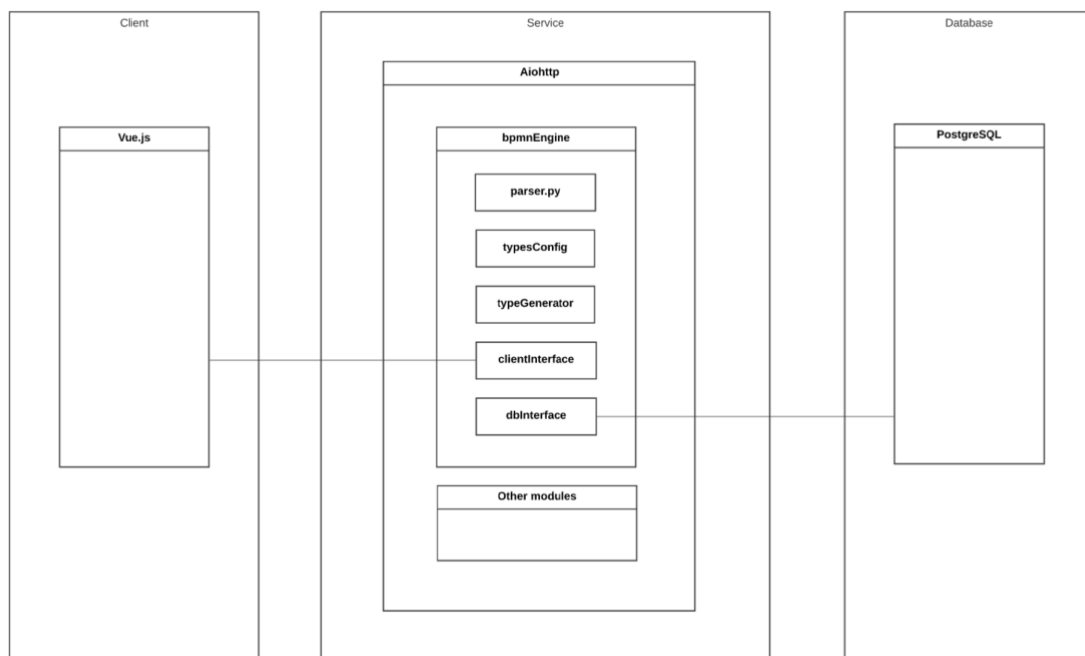 Client
Service
Database
Aiohttp
Vue.js
bpmnEngine
PostgreSQL
parser.py
typesConfig
typeGenerator
clientInterface
dbInterface
Other modules